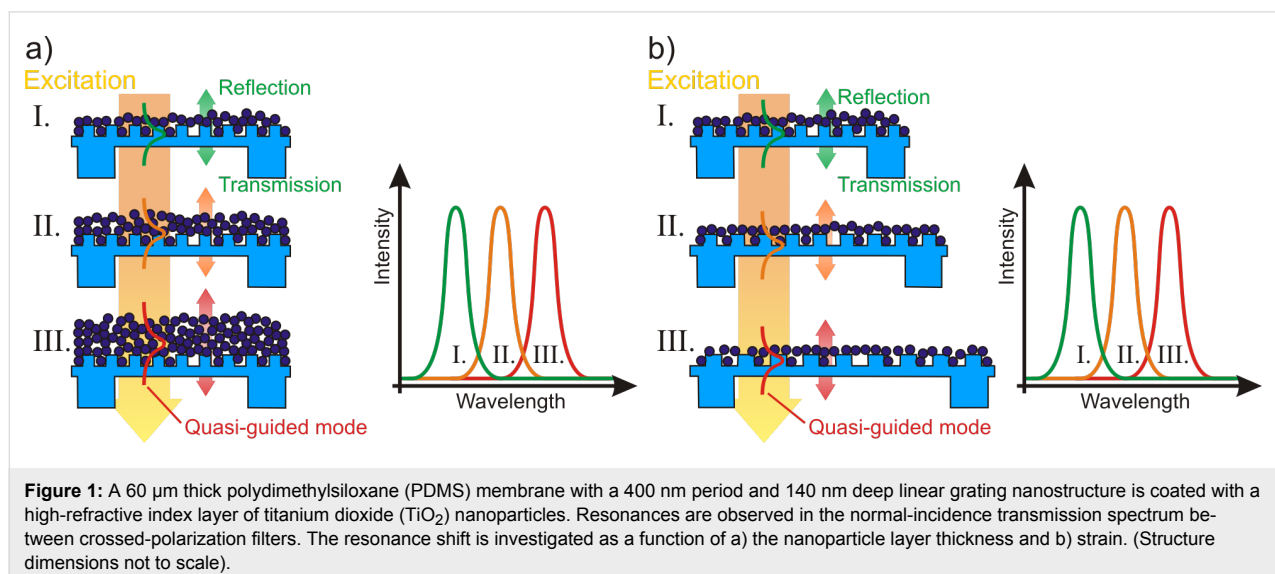 a)
Excitation
Reflection
I.
Transmission
II.
III.
Quasi-guided mode
Intensity
I. II. III.
Wavelength
b)
Excitation
Reflection
I.
Transmission
II.
III.
Quasi-guided mode
Intensity
I. II. III.
Wavelength
Figure 1: A 60 µm thick polydimethylsiloxane (PDMS) membrane with a 400 nm period and 140 nm deep linear grating nanostructure is coated with a
high-refractive index layer of titanium dioxide (TiO2) nanoparticles. Resonances are observed in the normal-incidence transmission spectrum be-
tween crossed-polarization filters. The resonance shift is investigated as a function of a) the nanoparticle layer thickness and b) strain. (Structure
dimensions not to scale).